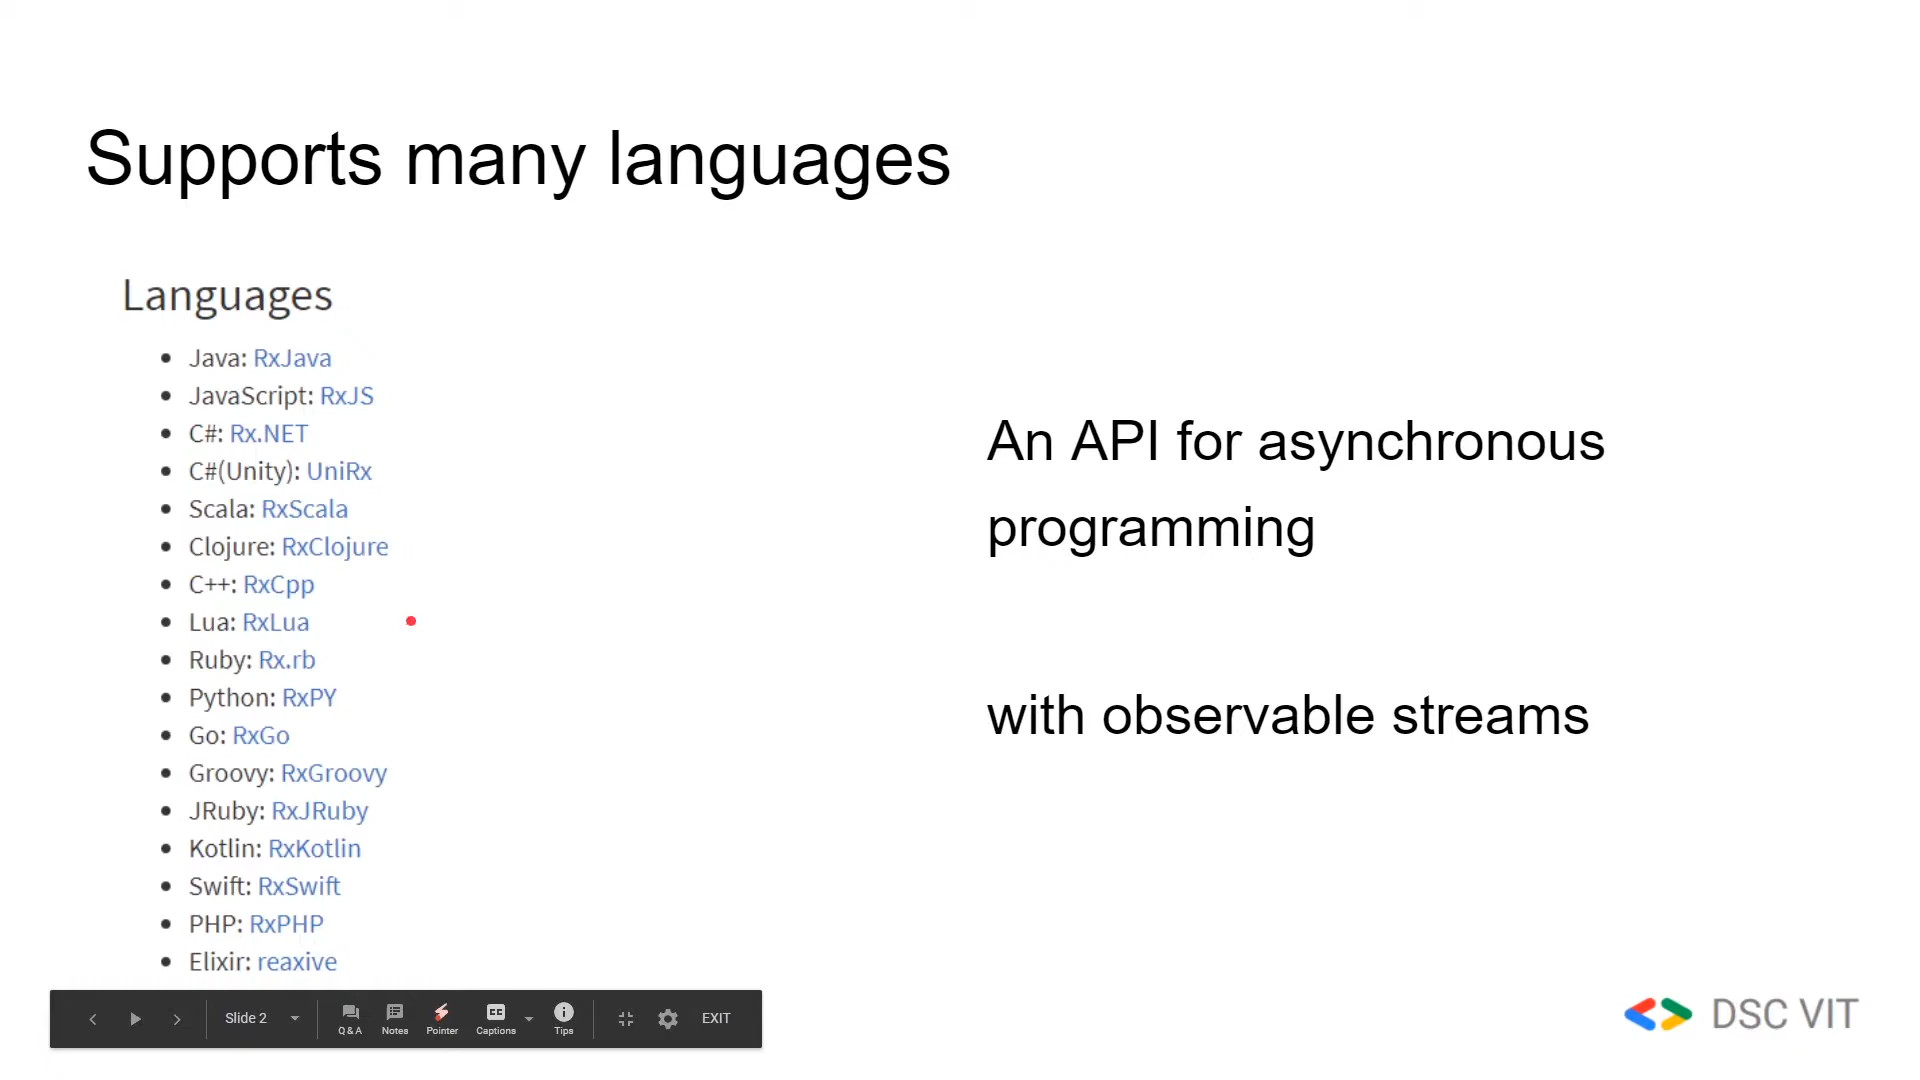 Supports many languages
Languages
Java: RxJava
JavaScript: RxJS
C#: Rx.NET
C#(Unity): UniRx
Scala: RxScala
Clojure: RxClojure
C++: RxCpp
Lua: RxLua
Ruby: Rx.rb
Python: RxPY
Go: RxGo
Groovy: RxGroovy
JRuby: RxJRuby
Kotlin: RxKotlin
Swift: RxSwift
PHP: RxPHP
Elixir: reaxive
An API for asynchronous
programming
with observable streams
Slide 2
Q & A
Notes
Pointer
CC
Captions
Tips
EXIT
DSC VIT